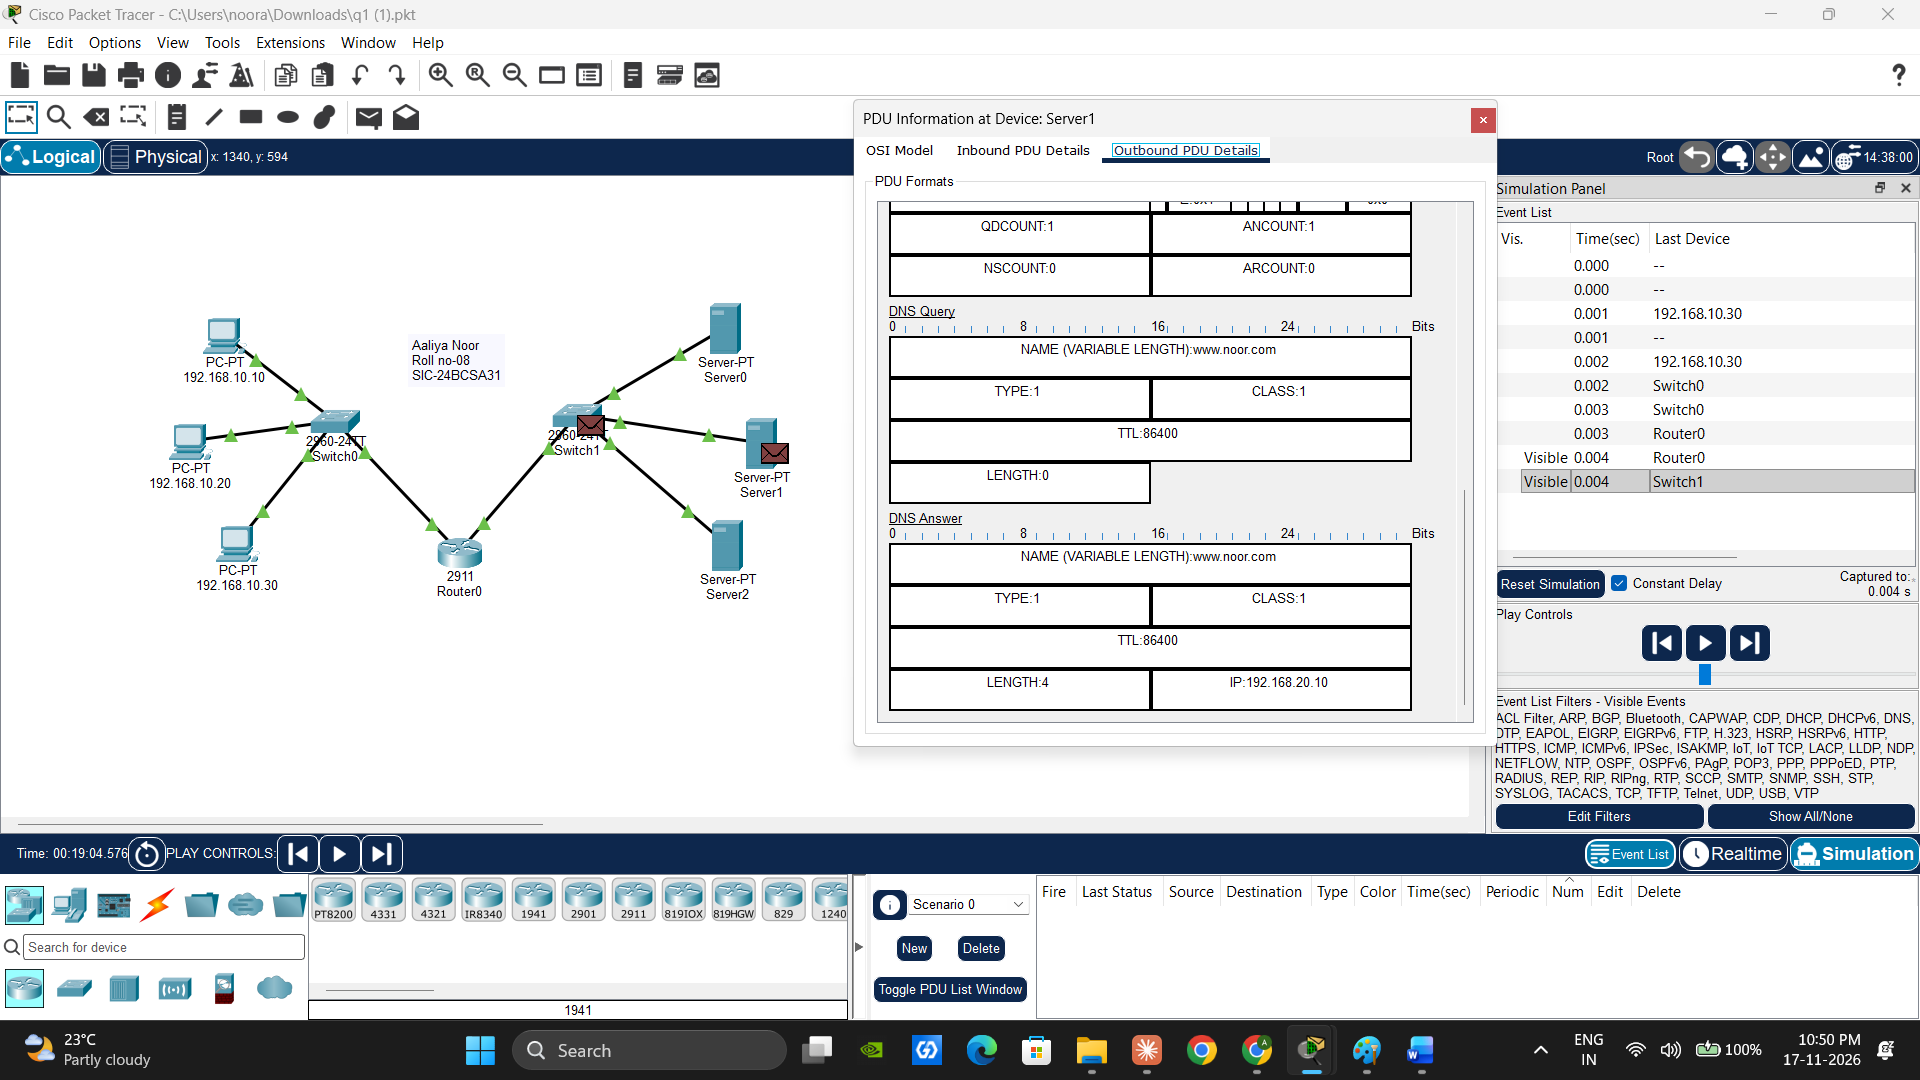 Cisco Packet Tracer - C:\Users\noora\Downloads\q1 (1).pkt
File Edit Options View Tools Extensions Window Help
Logical Physical x: 1340, y: 594
Root 14:38:00
PC-PT
192.168.10.10
PC-PT
192.168.10.20
PC-PT
192.168.10.30
Aaliya Noor
Roll no-08
SIC-24BCSA31
2960-24TT
Switch0
2911
Router0
2960-24TT
Switch1
Server-PT
Server0
Server-PT
Server1
Server-PT
Server2
PDU Information at Device: Server1
OSI Model Inbound PDU Details Outbound PDU Details
PDU Formats
QDCOUNT:1 ANCOUNT:1
NSCOUNT:0 ARCOUNT:0
DNS Query
0 8 16 24 Bits
NAME (VARIABLE LENGTH):www.noor.com
TYPE:1 CLASS:1
TTL:86400
LENGTH:0
DNS Answer
0 8 16 24 Bits
NAME (VARIABLE LENGTH):www.noor.com
TYPE:1 CLASS:1
TTL:86400
LENGTH:4 IP:192.168.20.10
Simulation Panel
Event List
Vis. Time(sec) Last Device
0.000 --
0.000 --
0.001 192.168.10.30
0.001 --
0.002 192.168.10.30
0.002 Switch0
0.003 Switch0
0.003 Router0
Visible 0.004 Router0
Visible 0.004 Switch1
Reset Simulation Constant Delay Captured to:
0.004 s
Play Controls
Event List Filters - Visible Events
ACL Filter, ARP, BGP, Bluetooth, CAPWAP, CDP, DHCP, DHCPv6, DNS,
DTP, EAPOL, EIGRP, EIGRPv6, FTP, H.323, HSRP, HSRPv6, HTTP,
HTTPS, ICMP, ICMPv6, IPSec, ISAKMP, IoT, IoT TCP, LACP, LLDP, NDP,
NETFLOW, NTP, OSPF, OSPFv6, PAgP, POP3, PPP, PPPoED, PTP,
RADIUS, REP, RIP, RIPng, RTP, SCCP, SMTP, SNMP, SSH, STP,
SYSLOG, TACACS, TCP, TFTP, Telnet, UDP, USB, VTP
Edit Filters Show All/None
Time: 00:19:04.576 PLAY CONTROLS:
Event List Realtime Simulation
PT8200 4331 4321 IR8340 1941 2901 2911 819IOX 819HGW 829 1240
Search for device
1941
Scenario 0
New Delete
Toggle PDU List Window
Fire Last Status Source Destination Type Color Time(sec) Periodic Num Edit Delete
23°C
Partly cloudy
Search
ENG
IN
100%
10:50 PM
17-11-2026